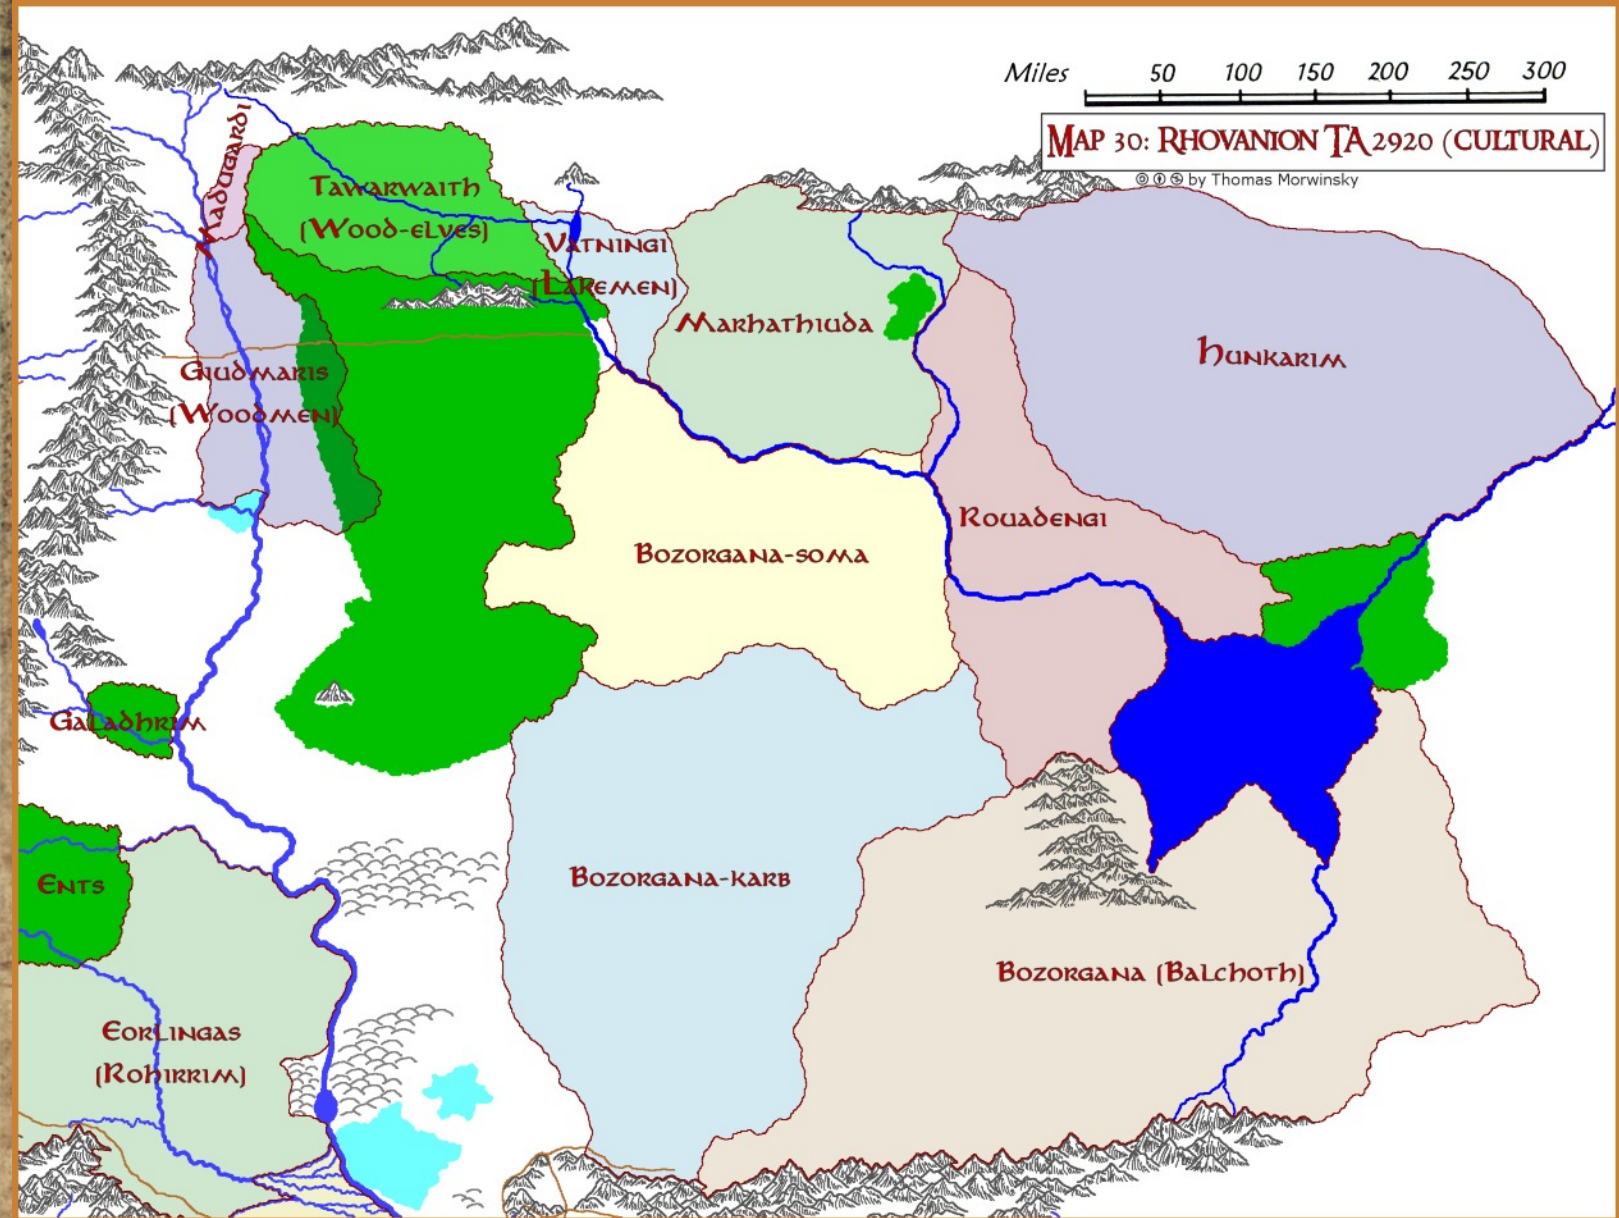 Miles 50 100 150 200 250 300
Map 30: Rhovanion TA 2920 (cultural)
by Thomas Morwinsky
Madugardi
Tawarwaith
(Wood-elves)
Vatningi
(Lakemen)
Marhathiuda
Hunkarim
Giudmaris
(Woodmen)
Rouadengi
Bozorgana-soma
Galadhrim
Bozorgana-karb
Ents
Bozorgana (Balchoth)
Eorlingas
(Rohirrim)